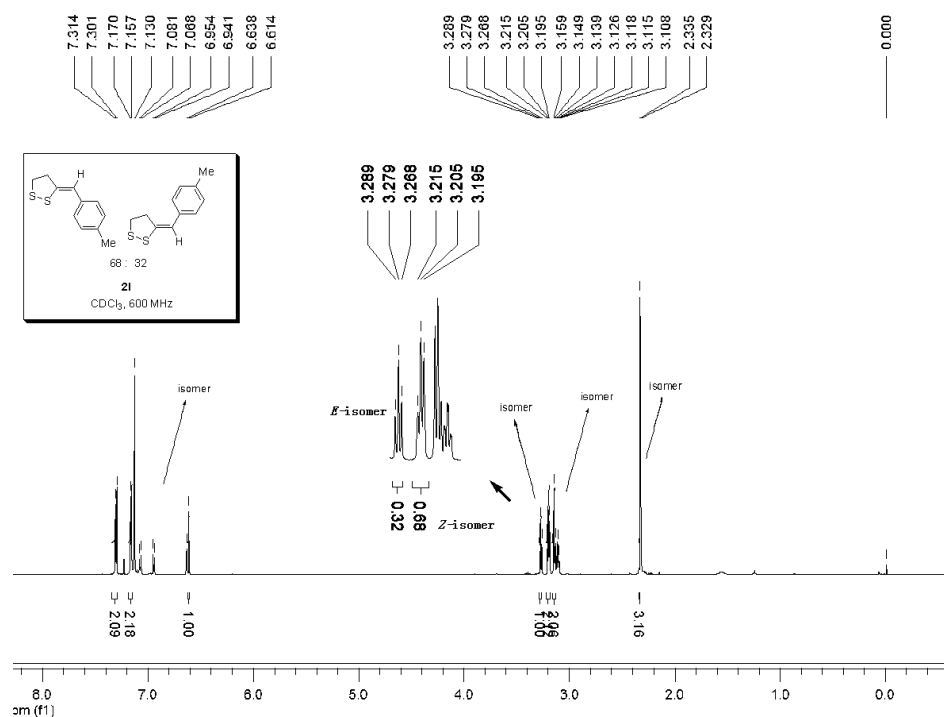 7.314 7.301 7.170 7.157 7.130 7.081 7.068 6.954 6.941 6.638 6.614
3.289 3.279 3.268 3.215 3.205 3.195 3.159 3.149 3.139 3.126 3.118 3.115 3.108 2.335 2.329
0.000
H
S
S
Me
Me
S
S
H
68 : 32
2l
CDCl₃, 600 MHz
3.289 3.279 3.268 3.215 3.205 3.195
isomer
E-isomer
isomer
isomer
isomer
0.32 0.68
Z-isomer
2.09 2.18 1.00 1.00 2.06 3.16
8.0 7.0 6.0 5.0 4.0 3.0 2.0 1.0 0.0
pm (f1)